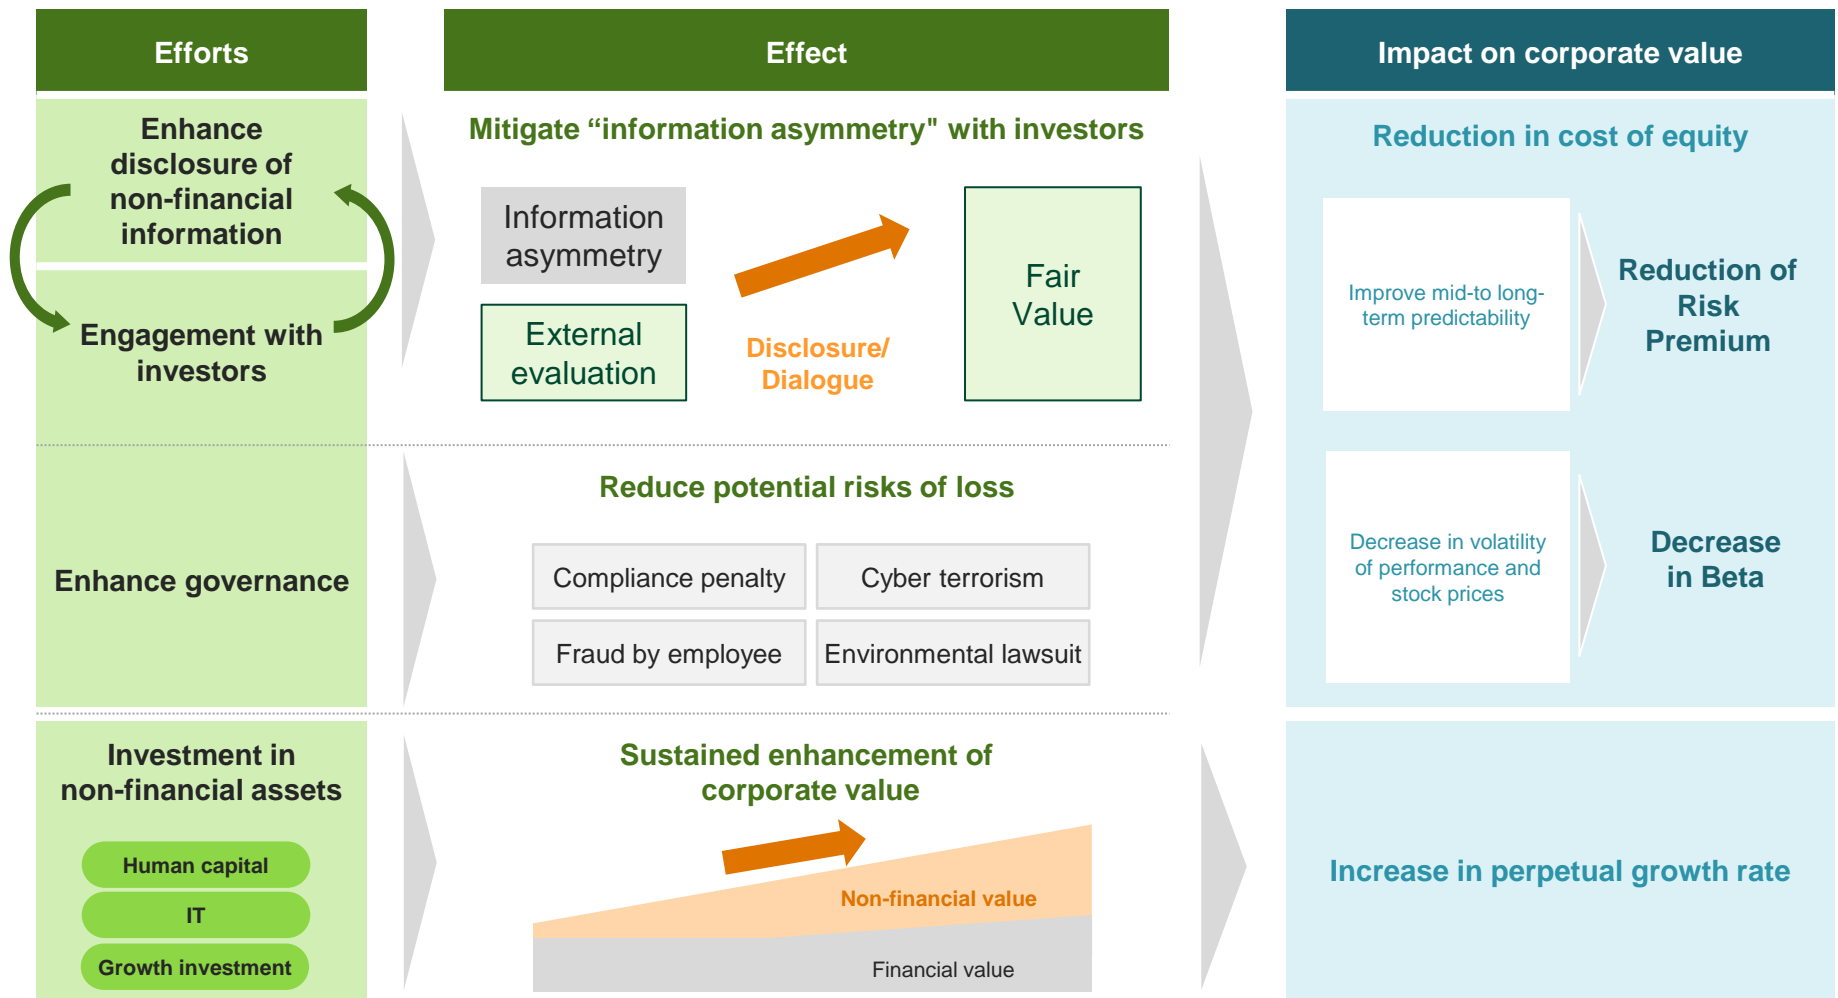 Efforts
Effect
Impact on corporate value
Enhance
disclosure of
non-financial
information
Engagement with
investors
Mitigate “information asymmetry" with investors
Information
asymmetry
External
evaluation
Disclosure/
Dialogue
Fair
Value
Reduction in cost of equity
Improve mid-to long-
term predictability
Reduction of
Risk
Premium
Enhance governance
Reduce potential risks of loss
Compliance penalty
Cyber terrorism
Fraud by employee
Environmental lawsuit
Decrease in volatility
of performance and
stock prices
Decrease
in Beta
Investment in
non-financial assets
Human capital
IT
Growth investment
Sustained enhancement of
corporate value
Non-financial value
Financial value
Increase in perpetual growth rate